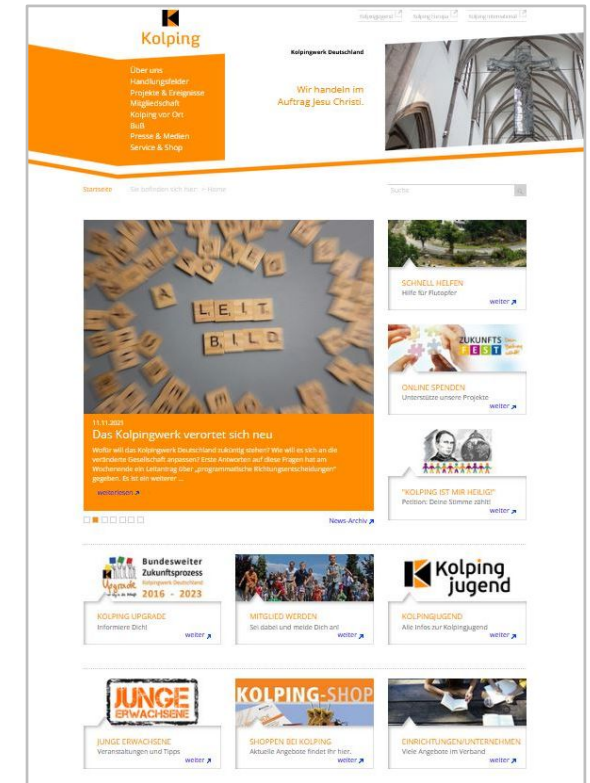 Kolpingjugend
Kolping Europa
Kolping International
Kolping
Kolpingwerk Deutschland
Über uns
Handlungsfelder
Projekte & Ereignisse
Mitgliedschaft
Kolping vor Ort
BuB
Presse & Medien
Service & Shop
Wir handeln im
Auftrag Jesu Christi.
Startseite
Sie befinden sich hier: > Home
Suche
LEIT
BILD
11.11.2021
Das Kolpingwerk verortet sich neu
Wofür will das Kolpingwerk Deutschland zukünftig stehen? Wie will es sich an die
veränderte Gesellschaft anpassen? Erste Antworten auf diese Fragen hat am
Wochenende ein Leitantrag über „programmatische Richtungsentscheidungen"
gegeben. Es ist ein weiterer ...
weiterlesen
News-Archiv
SCHNELL HELFEN
Hilfe für Flutopfer
weiter
ZUKUNFTS
FEST
ONLINE SPENDEN
Unterstütze unsere Projekte
weiter
"KOLPING IST MIR HEILIG!"
Petition: Deine Stimme zählt!
weiter
Bundesweiter
Zukunftsprozess
Kolpingwerk Deutschland
2016 - 2023
Upgrade
KOLPING UPGRADE
Informiere Dich!
weiter
MITGLIED WERDEN
Sei dabei und melde Dich an!
weiter
Kolping
jugend
KOLPINGJUGEND
Alle Infos zur Kolpingjugend
weiter
JUNGE
ERWACHSENE
JUNGE ERWACHSENE
Veranstaltungen und Tipps
weiter
KOLPING-SHOP
SHOPPEN BEI KOLPING
Aktuelle Angebote findet Ihr hier.
weiter
EINRICHTUNGEN/UNTERNEHMEN
Viele Angebote im Verband
weiter